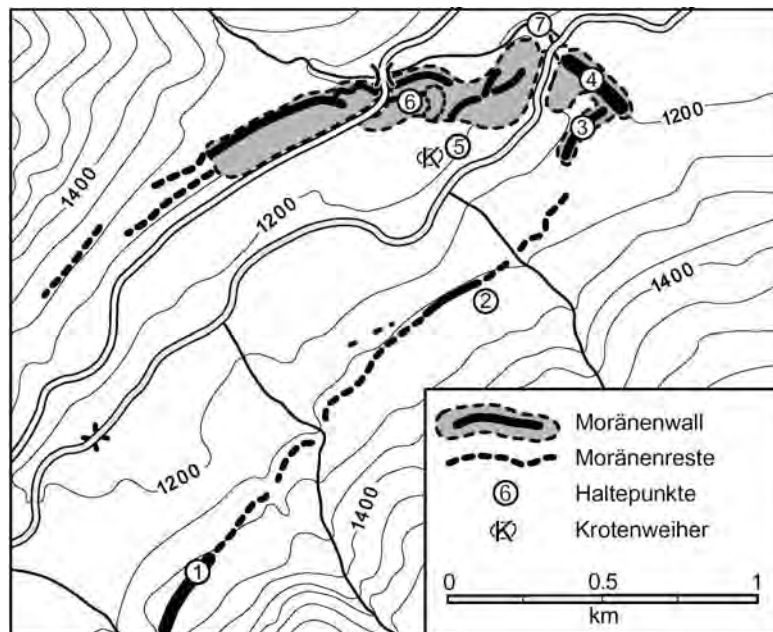 7
4
6
3
1200
5
K
1400
1200
1400
2
1200
1400
1
Moränenwall
Moränenreste
6 Haltepunkte
K Krotenweiher
0 0.5 1
km